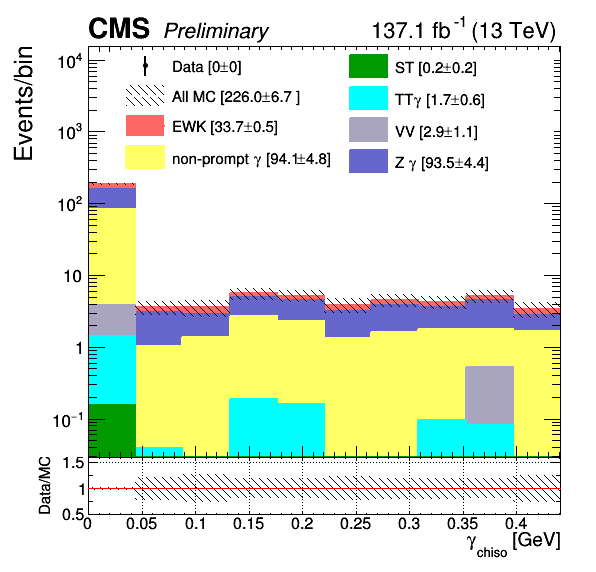 CMS Preliminary 137.1 fb⁻¹ (13 TeV)
Events/bin
Data [0±0]
All MC [226.0±6.7 ]
EWK [33.7±0.5]
non-prompt γ [94.1±4.8]
ST [0.2±0.2]
TTγ [1.7±0.6]
VV [2.9±1.1]
Z γ [93.5±4.4]
10⁴
10³
10²
10
1
10⁻¹
Data/MC
1.5
1
0.5
0 0.05 0.1 0.15 0.2 0.25 0.3 0.35 0.4
γchiso [GeV]